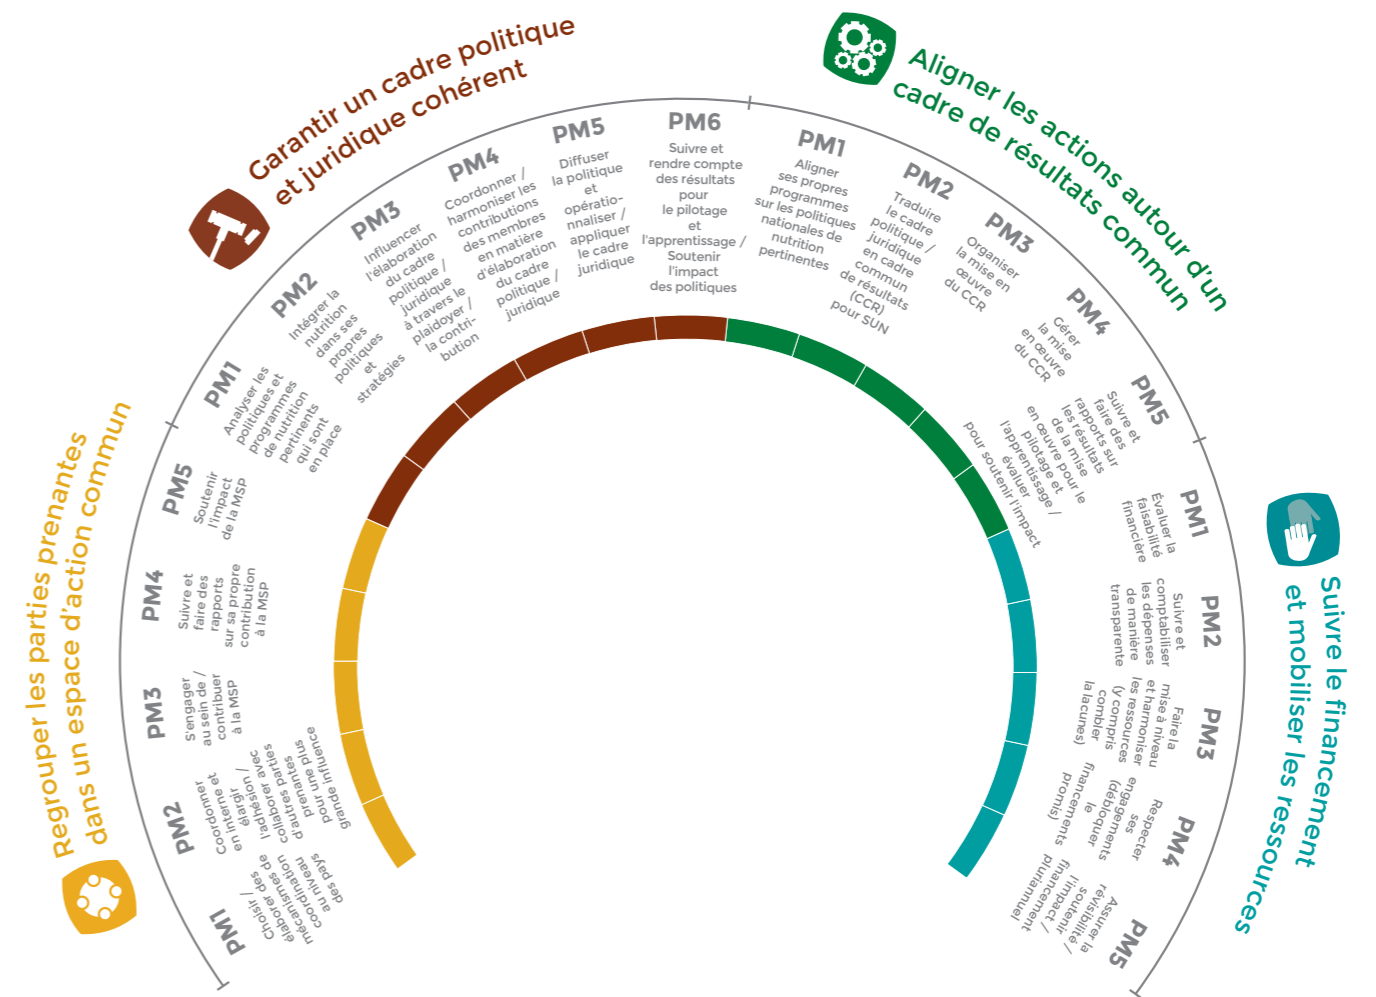 Regrouper les parties prenantes
dans un espace d'action commun
PM1
Choisir /
élaborer des
mécanismes de
coordination
au niveau
des pays
PM2
Coordonner
en interne et
élargir
l'adhésion /
collaborer avec
d'autres parties
prenantes
pour une plus
grande influence
PM3
S'engager
au sein de /
contribuer
à la MSP
PM4
Suivre et
faire des
rapports
sur sa propre
contribution
à la MSP
PM5
Soutenir
l'impact
de la MSP
Garantir un cadre politique
et juridique cohérent
PM1
Analyser les
politiques et
programmes
de nutrition
pertinents
qui sont
en place
PM2
Intégrer la
nutrition
dans ses
propres
politiques
et
stratégies
PM3
Influencer
l'élaboration
du cadre
politique /
juridique
à travers le
plaidoyer /
la contri-
bution
PM4
Coordonner /
harmoniser les
contributions
des membres
en matière
d'élaboration
du cadre
politique /
juridique
PM5
Diffuser
la politique
et
opératio-
nnaliser /
appliquer
le cadre
juridique
PM6
Suivre et
rendre compte
des résultats
pour
le pilotage
et
l'apprentissage /
Soutenir
l'impact
des politiques
Aligner les actions autour d'un
cadre de résultats commun
PM1
Aligner
ses propres
programmes
sur les politiques
nationales de
nutrition
pertinentes
PM2
Traduire
le cadre
politique /
juridique
en cadre
commun
de résultats
(CCR)
pour SUN
PM3
Organiser
la mise en
œuvre
du CCR
PM4
Gérer
la mise
en œuvre
du CCR
PM5
Suivre et
faire des
rapports sur
les résultats
de la mise
en œuvre pour le
pilotage et
l'apprentissage /
évaluer
pour soutenir l'impact
Suivre le financement
et mobiliser les ressources
PM1
Évaluer la
faisabilité
financière
PM2
Suivre et
comptabiliser
les dépenses
de manière
transparente
PM3
Faire la
mise à niveau
et harmoniser
les ressources
(y compris
combler
la lacunes)
PM4
Respecter
ses
engagements
(débloquer
le
financements
promis)
PM5
Assurer la
révisibilité /
soutenir
l'impact /
financement
pluriannuel